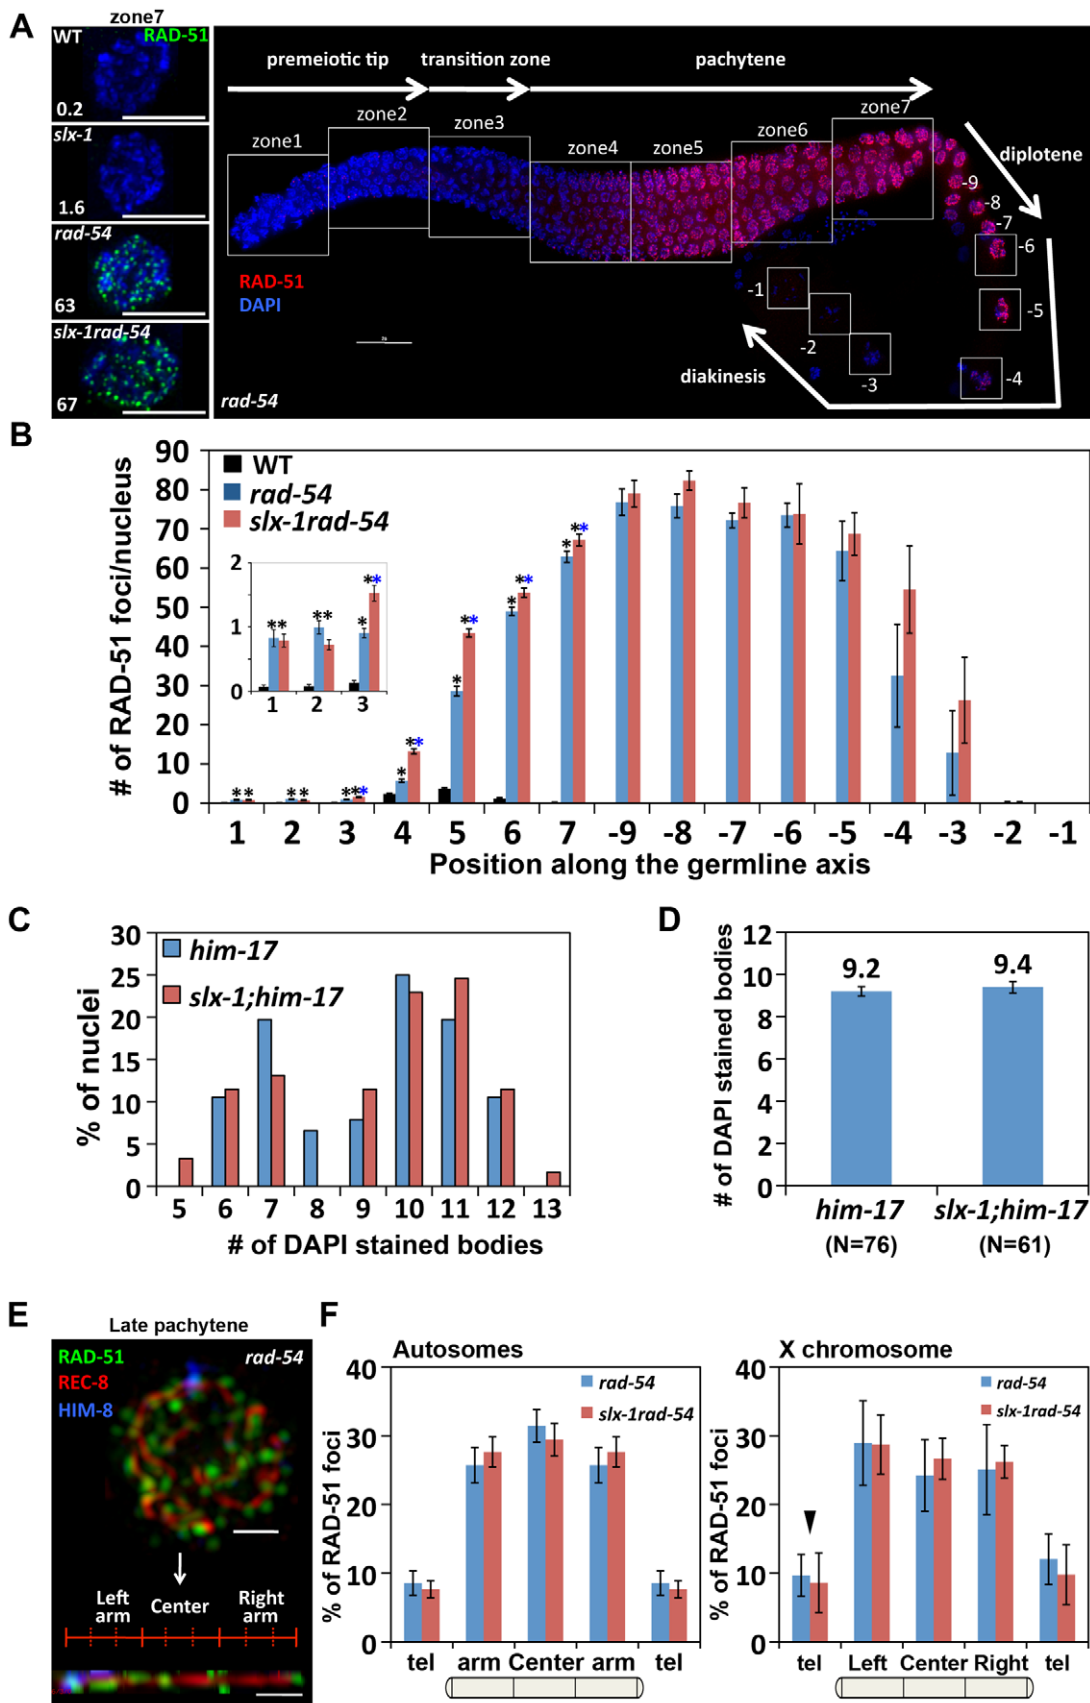 A
zone7
WT RAD-51
0.2
slx-1
1.6
rad-54
63
slx-1rad-54
67
premeiotic tip transition zone pachytene
zone1 zone2 zone3 zone4 zone5 zone6 zone7
diplotene
-9
-8
-7
-6
-5
-4
-3
-2
-1
RAD-51
DAPI
diakinesis
rad-54
B
# of RAD-51 foci/nucleus
90
80
70
60
50
40
30
20
10
0
WT
rad-54
slx-1rad-54
2
1
0
** ** * **
1 2 3
** ** *** * ** * ** * ** * **
1 2 3 4 5 6 7 -9 -8 -7 -6 -5 -4 -3 -2 -1
Position along the germline axis
C
% of nuclei
30
25
20
15
10
5
0
him-17
slx-1;him-17
5 6 7 8 9 10 11 12 13
# of DAPI stained bodies
D
# of DAPI stained bodies
12
10
8
6
4
2
0
9.2 9.4
him-17 slx-1;him-17
(N=76) (N=61)
E
Late pachytene
RAD-51 rad-54
REC-8
HIM-8
Left arm Center Right arm
F
Autosomes
% of RAD-51 foci
40
30
20
10
0
rad-54
slx-1rad-54
tel arm Center arm tel
X chromosome
% of RAD-51 foci
40
30
20
10
0
rad-54
slx-1rad-54
tel Left Center Right tel